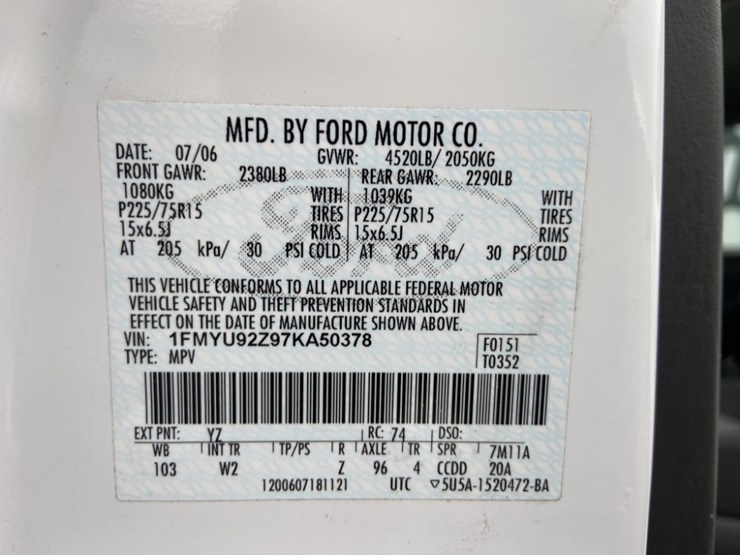 MFD. BY FORD MOTOR CO.
DATE: 07/06 GVWR: 4520LB/ 2050KG
FRONT GAWR: 2380LB REAR GAWR: 2290LB
1080KG WITH 1039KG WITH
P225/75R15 TIRES P225/75R15 TIRES
15x6.5J RIMS 15x6.5J RIMS
AT 205 kPa/ 30 PSI COLD AT 205 kPa/ 30 PSI COLD
Ford
THIS VEHICLE CONFORMS TO ALL APPLICABLE FEDERAL MOTOR
VEHICLE SAFETY AND THEFT PREVENTION STANDARDS IN
EFFECT ON THE DATE OF MANUFACTURE SHOWN ABOVE.
VIN: 1FMYU92Z97KA50378 F0151
TYPE: MPV T0352
EXT PNT: YZ RC: 74 DSO:
WB INT TR TP/PS R AXLE TR SPR 7M11A
103 W2 Z 96 4 CCDD 20A
1200607181121 UTC ▽5U5A-1520472-BA